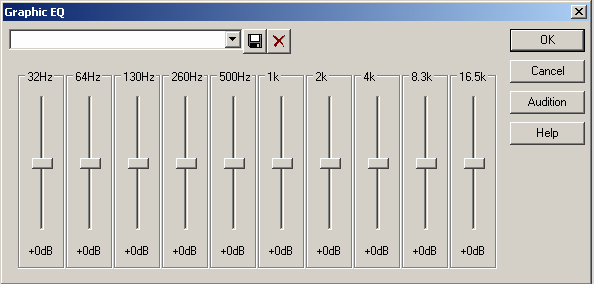 Graphic EQ
OK
Cancel
Audition
Help
32Hz 64Hz 130Hz 260Hz 500Hz 1k 2k 4k 8.3k 16.5k
+0dB +0dB +0dB +0dB +0dB +0dB +0dB +0dB +0dB +0dB